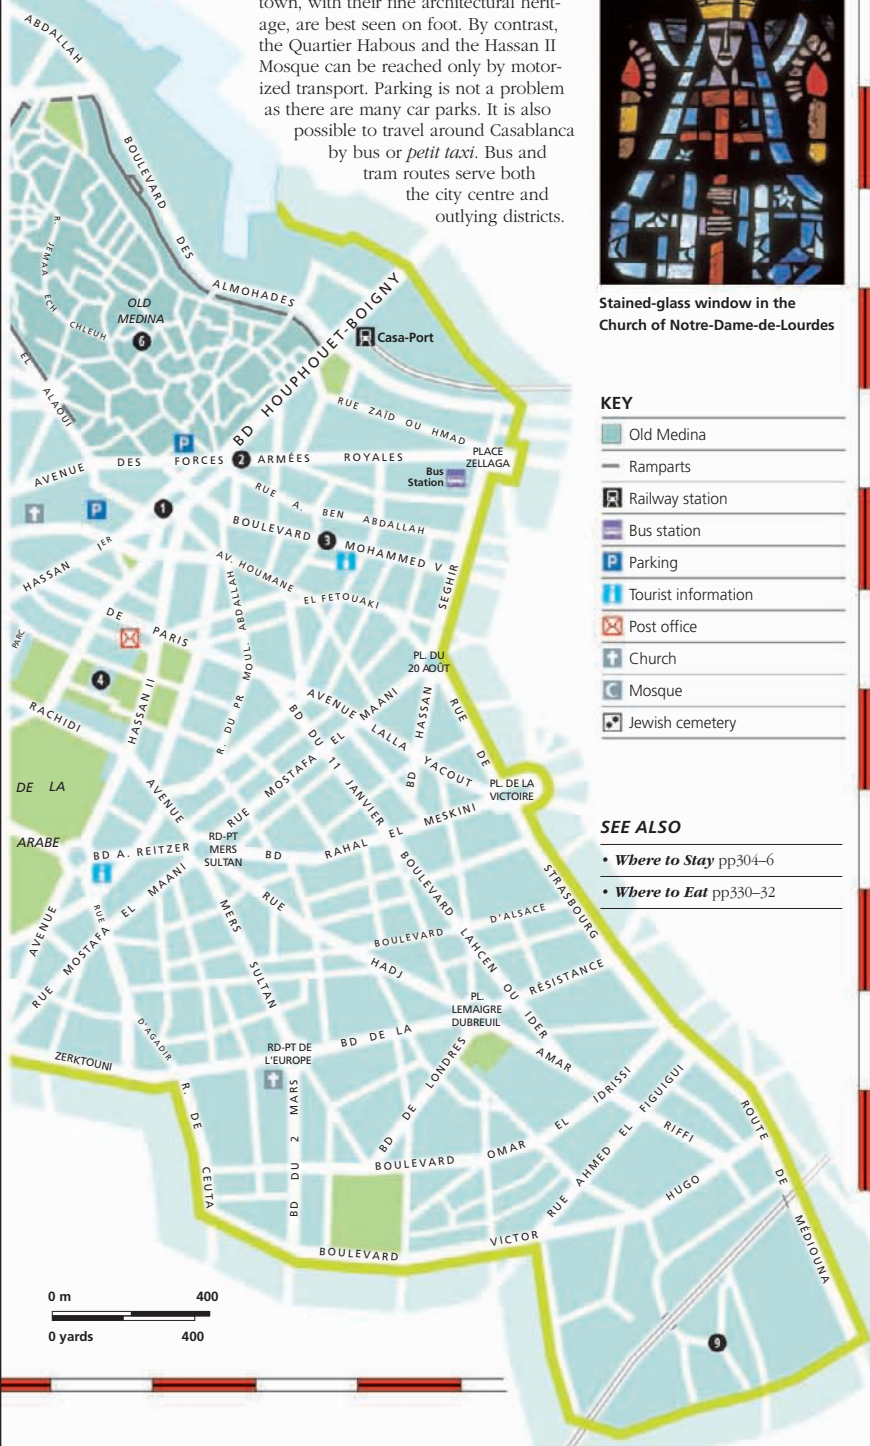 town, with their fine architectural herit-
age, are best seen on foot. By contrast,
the Quartier Habous and the Hassan II
Mosque can be reached only by motor-
ized transport. Parking is not a problem
as there are many car parks. It is also
possible to travel around Casablanca
by bus or petit taxi. Bus and
tram routes serve both
the city centre and
outlying districts.
Stained-glass window in the
Church of Notre-Dame-de-Lourdes
KEY
Old Medina
Ramparts
Railway station
Bus station
Parking
Tourist information
Post office
Church
Mosque
Jewish cemetery
SEE ALSO
• Where to Stay pp304–6
• Where to Eat pp330–32
ABDALLAH
BOULEVARD DES ALMOHADES
R. JEMAA ECH CHLEUH
OLD
MEDINA
6
EL ALAOUI
BD HOUPHOUET-BOIGNY
Casa-Port
RUE ZAÏD OU HMAD
P
AVENUE DES FORCES 2 ARMÉES ROYALES
PLACE
ZELLAGA
Bus
Station
P
1
RUE A. BEN ABDALLAH
BOULEVARD 3 MOHAMMED V
HASSAN IER
AV. HOUMANE EL FETOUAKI
SEGHIR
DE PARIS
PARC
R. DU PR MOUL. ABDALLAH
4
PL. DU
20 AOÛT
RACHIDI
HASSAN II
AVENUE LALLA YACOUT
BD DU 11 JANVIER
RUE MOSTAFA EL MAANI
BD HASSAN
RUE DE STRASBOURG
DE LA
ARABE
AVENUE
PL. DE LA
VICTOIRE
BD A. REITZER
RD-PT
MERS
SULTAN
BD RAHAL EL MESKINI
AVENUE
RUE
RUE MOSTAFA EL MAANI
MERS SULTAN
RUE HADJ AMAR RIFFI
BOULEVARD LAHCEN OU IDER
BOULEVARD D'ALSACE
D'AGADIR
PL.
LEMAIGRE
DUBREUIL
BD DE LA RÉSISTANCE
RD-PT DE
L'EUROPE
ZERKTOUNI
R. DE CEUTA
BD DU 2 MARS
BD DE LONDRES
BOULEVARD OMAR EL IDRISSI
RUE AHMED EL FIGUIGUI
ROUTE DE MÉDIOUNA
BOULEVARD VICTOR HUGO
9
0 m 400
0 yards 400